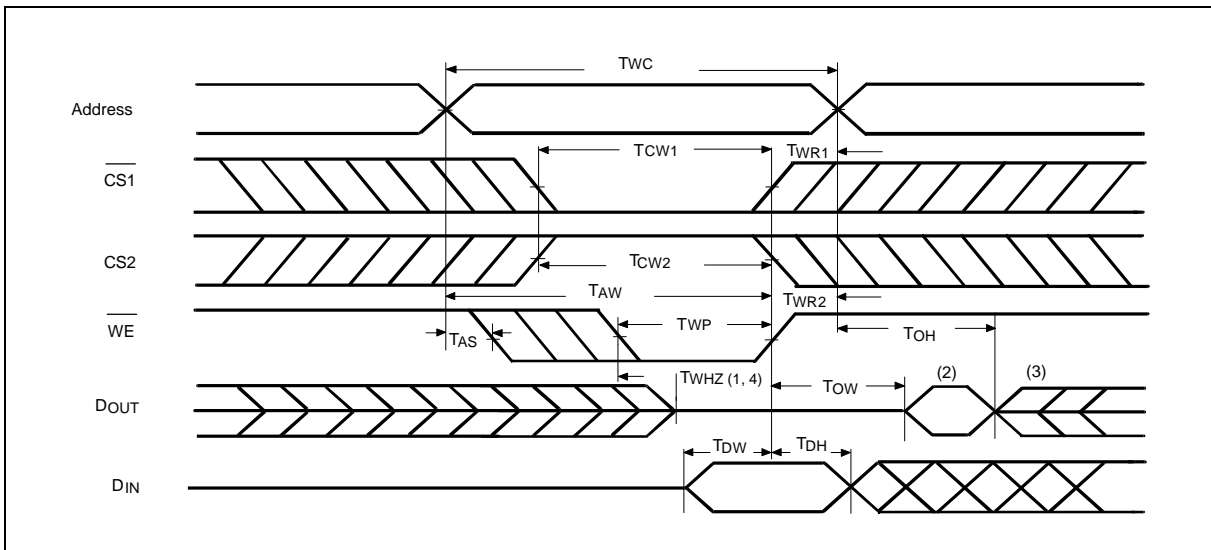 TWC
Address
TCW1
TWR1
CS1
CS2
TCW2
TAW
TWR2
WE
TAS
TWP
TOH
TWHZ (1, 4)
TOW
(2)
(3)
DOUT
TDW
TDH
DIN